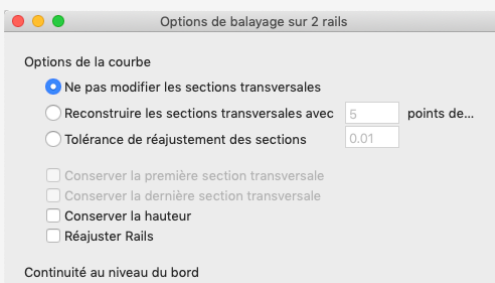 Options de balayage sur 2 rails
Options de la courbe
Ne pas modifier les sections transversales
Reconstruire les sections transversales avec 5 points de...
Tolérance de réajustement des sections 0.01
Conserver la première section transversale
Conserver la dernière section transversale
Conserver la hauteur
Réajuster Rails
Continuité au niveau du bord